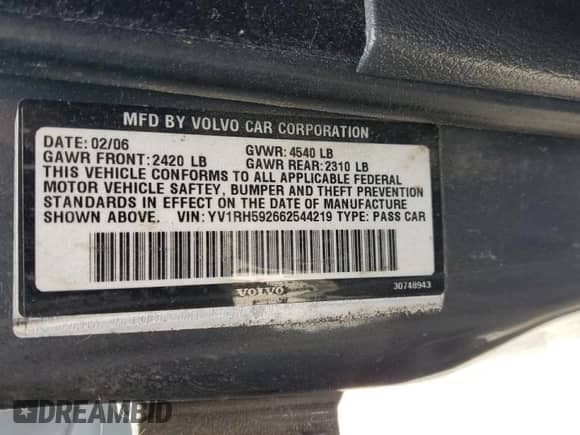 MFD BY VOLVO CAR CORPORATION
DATE: 02/06 GVWR: 4540 LB
GAWR FRONT: 2420 LB GAWR REAR: 2310 LB
THIS VEHICLE CONFORMS TO ALL APPLICABLE FEDERAL
MOTOR VEHICLE SAFTEY, BUMPER AND THEFT PREVENTION
STANDARDS IN EFFECT ON THE DATE OF MANUFACTURE
SHOWN ABOVE. VIN: YV1RH592662544219 TYPE: PASS CAR
VOLVO 30748943
DREAMBID